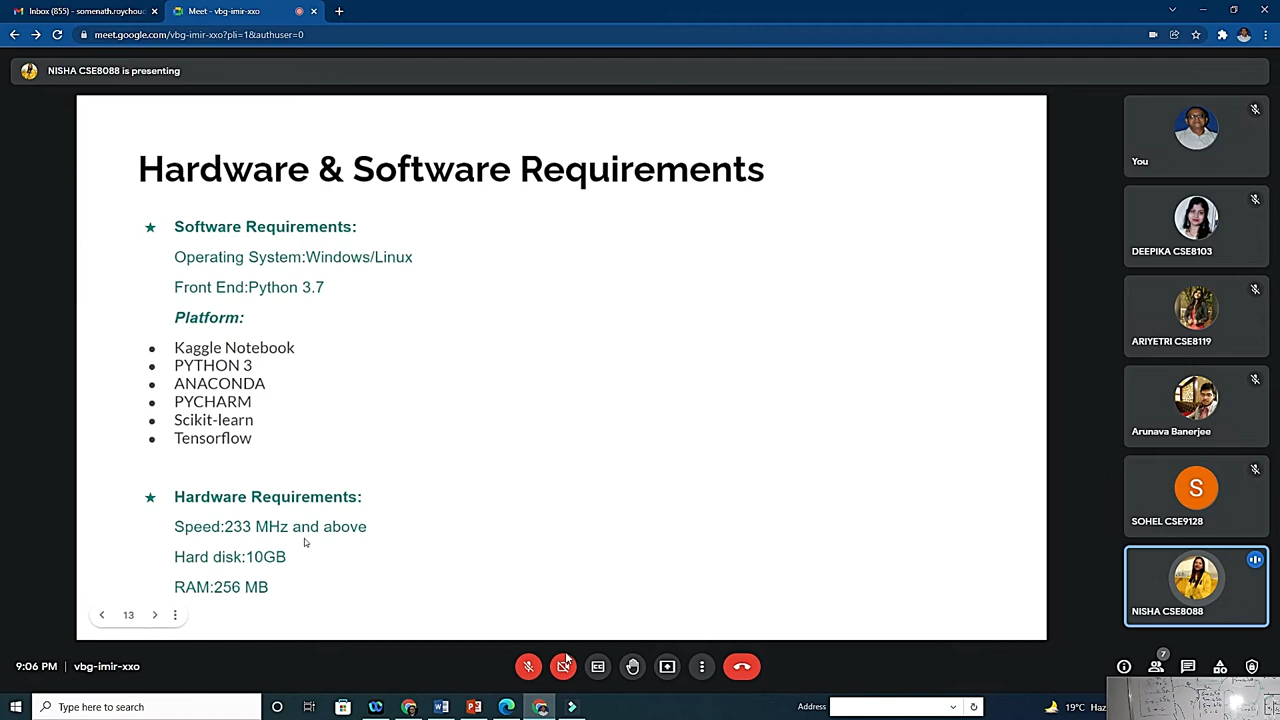 Inbox (855) - somenath.roychou
Meet - vbg-imir-xxo
meet.google.com/vbg-imir-xxo?pli=1&authuser=0
NISHA CSE8088 is presenting
Hardware & Software Requirements
★ Software Requirements:
Operating System:Windows/Linux
Front End:Python 3.7
Platform:
● Kaggle Notebook
● PYTHON 3
● ANACONDA
● PYCHARM
● Scikit-learn
● Tensorflow
★ Hardware Requirements:
Speed:233 MHz and above
Hard disk:10GB
RAM:256 MB
13
You
DEEPIKA CSE8103
ARIYETRI CSE8119
Arunava Banerjee
S
SOHEL CSE9128
NISHA CSE8088
9:06 PM | vbg-imir-xxo
7
Type here to search
Address
19°C Haz